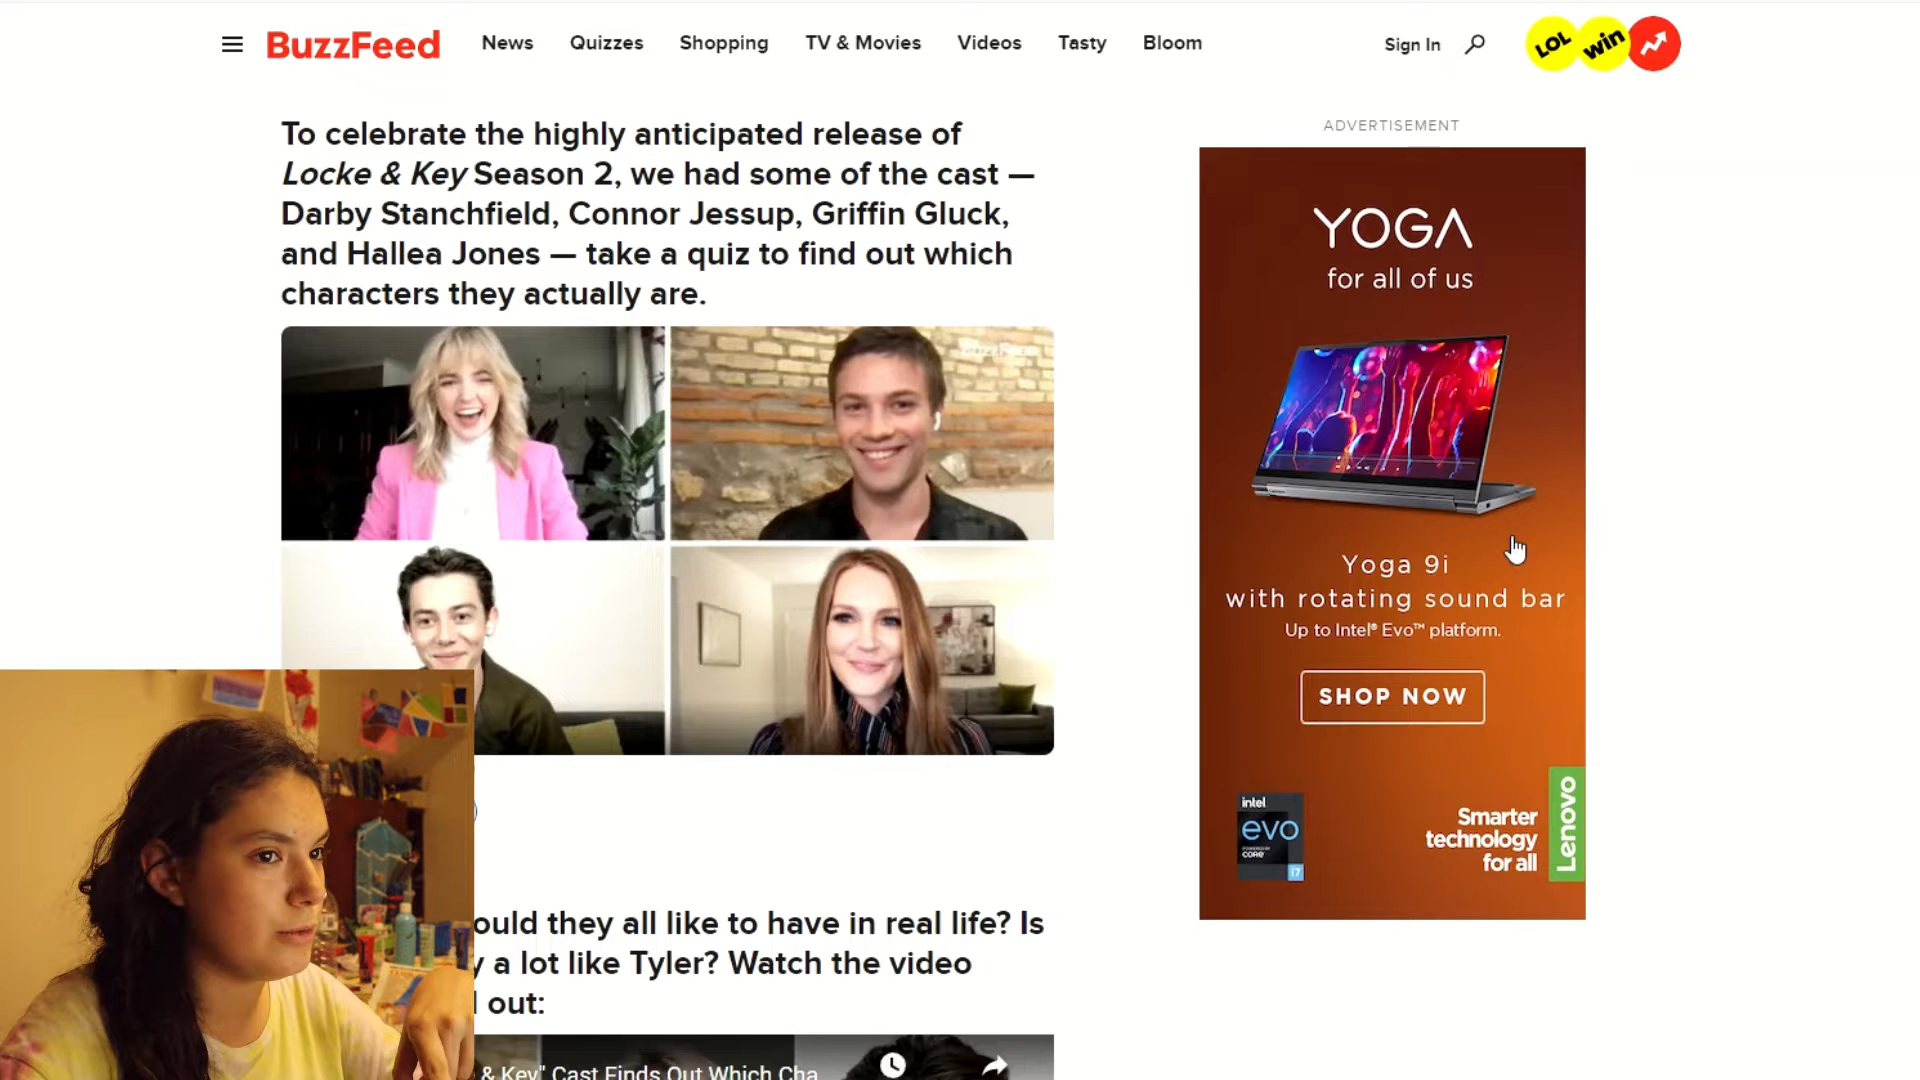 BuzzFeed
News
Quizzes
Shopping
TV & Movies
Videos
Tasty
Bloom
Sign In
LOL
win
To celebrate the highly anticipated release of
Locke & Key Season 2, we had some of the cast —
Darby Stanchfield, Connor Jessup, Griffin Gluck,
and Hallea Jones — take a quiz to find out which
characters they actually are.
BuzzFeed
ould they all like to have in real life? Is
y a lot like Tyler? Watch the video
out:
& Key" Cast Finds Out Which Cha
ADVERTISEMENT
YOGA
for all of us
Yoga 9i
with rotating sound bar
Up to Intel® Evo™ platform.
SHOP NOW
intel
evo
POWERED BY
CORE
i7
Smarter
technology
for all
Lenovo